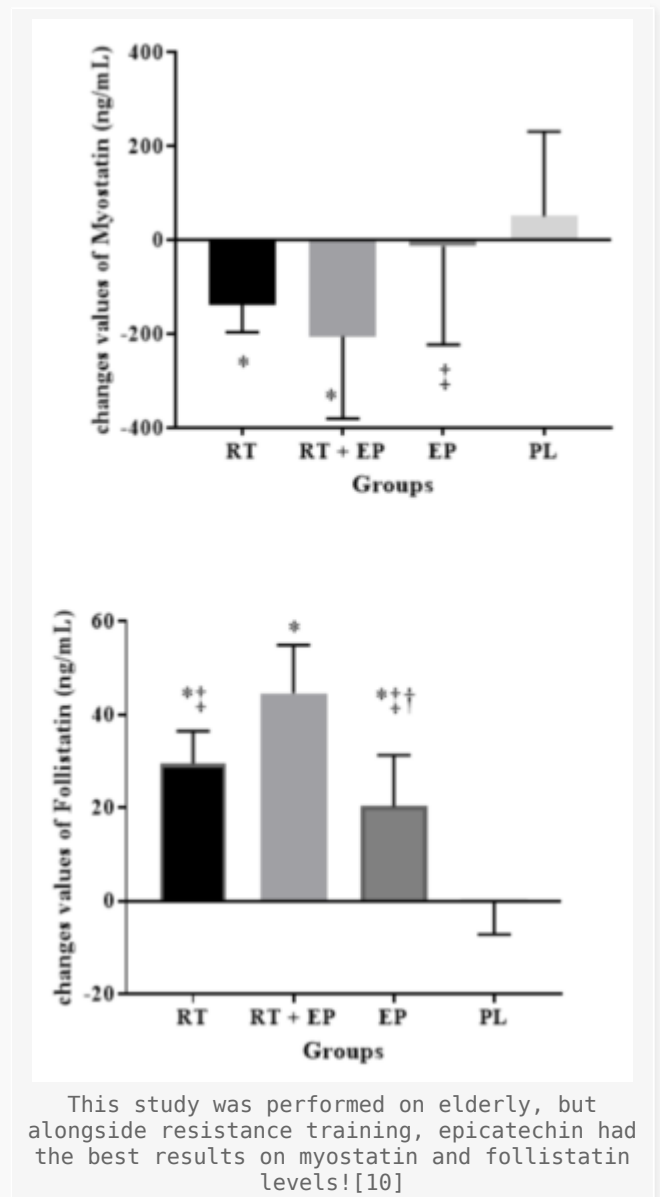 changes values of Myostatin (ng/mL)
400
200
0
-200
-400
*
*
‡
RT RT + EP EP PL
Groups
changes values of Follistatin (ng/mL)
60
40
20
0
-20
*‡
*
*‡†
RT RT + EP EP PL
Groups
This study was performed on elderly, but
alongside resistance training, epicatechin had
the best results on myostatin and follistatin
levels![10]